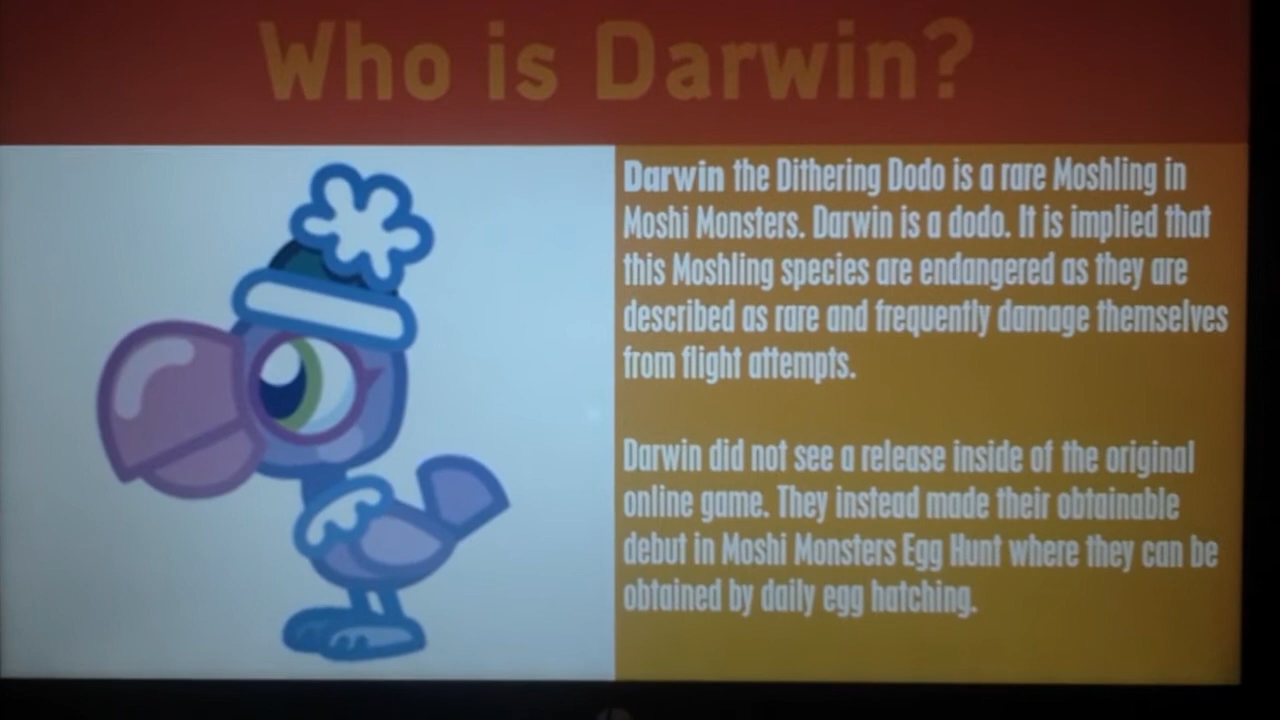 Who is Darwin?
Darwin the Dithering Dodo is a rare Moshling in
Moshi Monsters. Darwin is a dodo. It is implied that
this Moshling species are endangered as they are
described as rare and frequently damage themselves
from flight attempts.
Darwin did not see a release inside of the original
online game. They instead made their obtainable
debut in Moshi Monsters Egg Hunt where they can be
obtained by daily egg hatching.